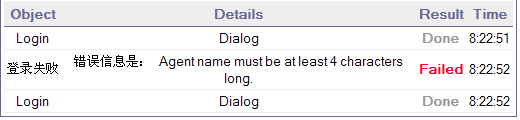 Object Details Result Time
Login Dialog Done 8:22:51
登录失败 错误信息是： Agent name must be at least 4 characters
long. Failed 8:22:52
Login Dialog Done 8:22:52